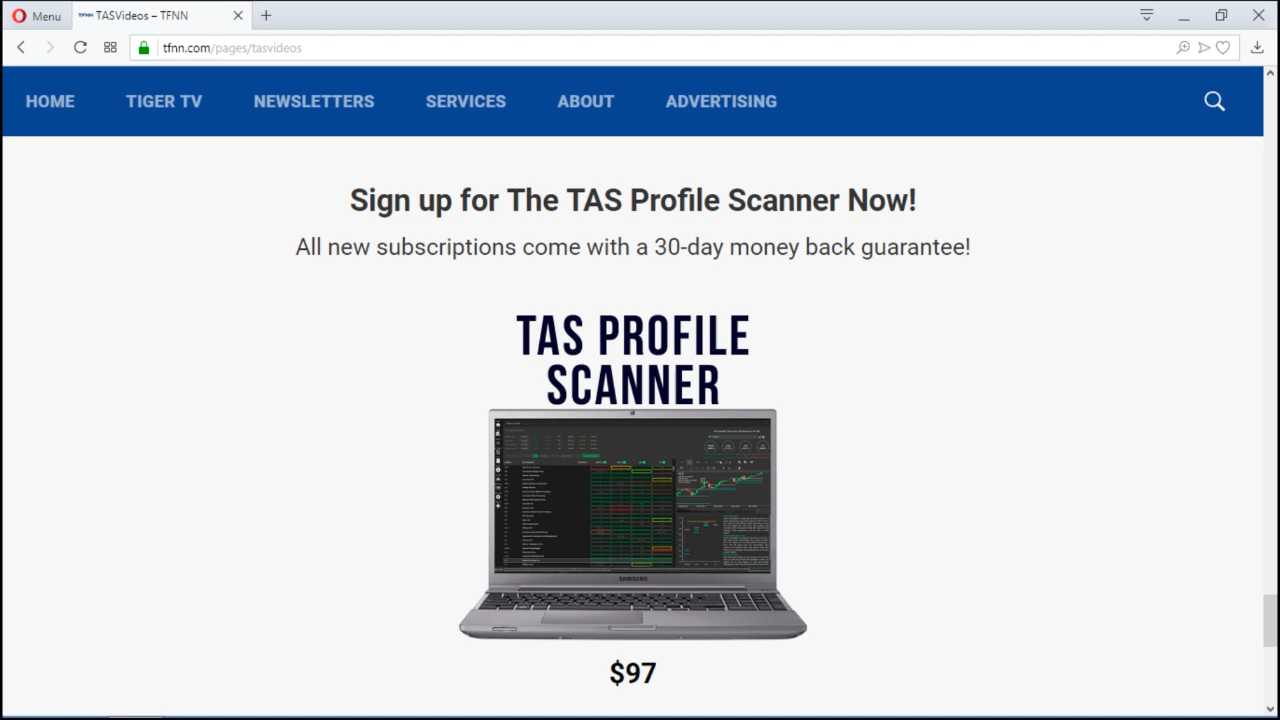 Menu
TFNN TASVideos – TFNN
tfnn.com/pages/tasvideos
HOME TIGER TV NEWSLETTERS SERVICES ABOUT ADVERTISING
Sign up for The TAS Profile Scanner Now!
All new subscriptions come with a 30-day money back guarantee!
TAS PROFILE
SCANNER
SAMSUNG
$97